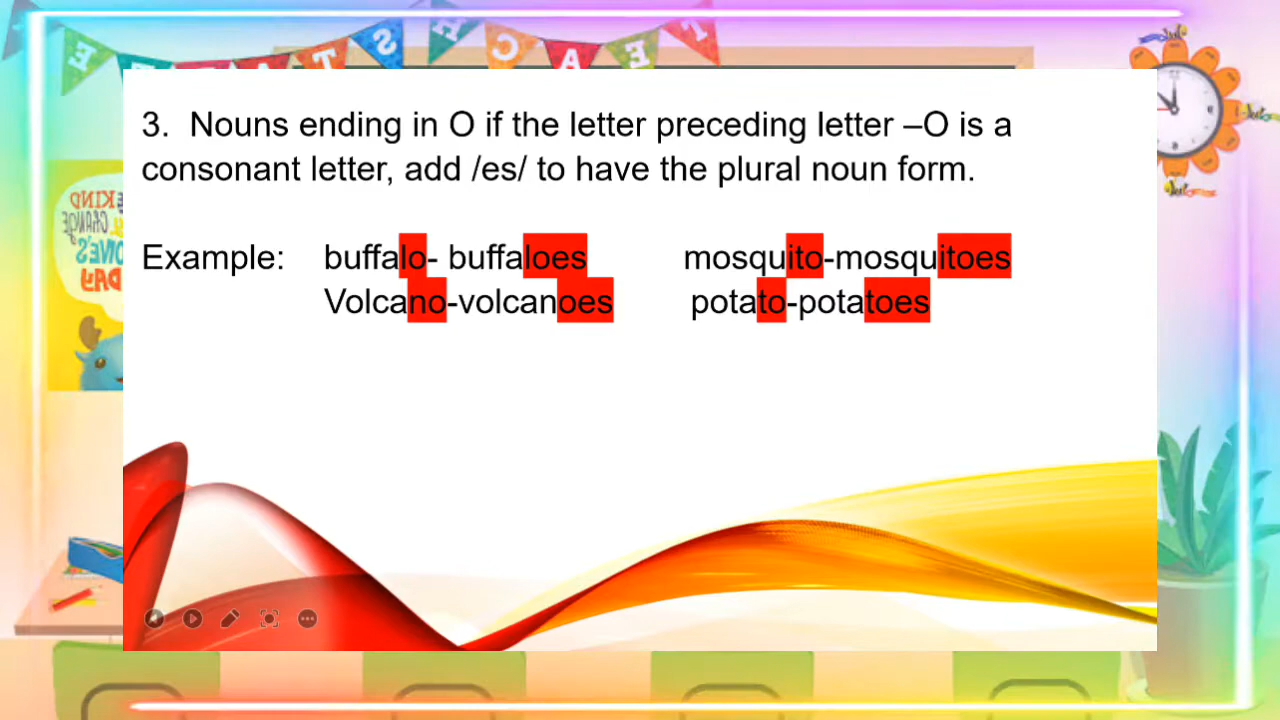 3. Nouns ending in O if the letter preceding letter –O is a
consonant letter, add /es/ to have the plural noun form.
Example: buffalo- buffaloes mosquito-mosquitoes
Volcano-volcanoes potato-potatoes